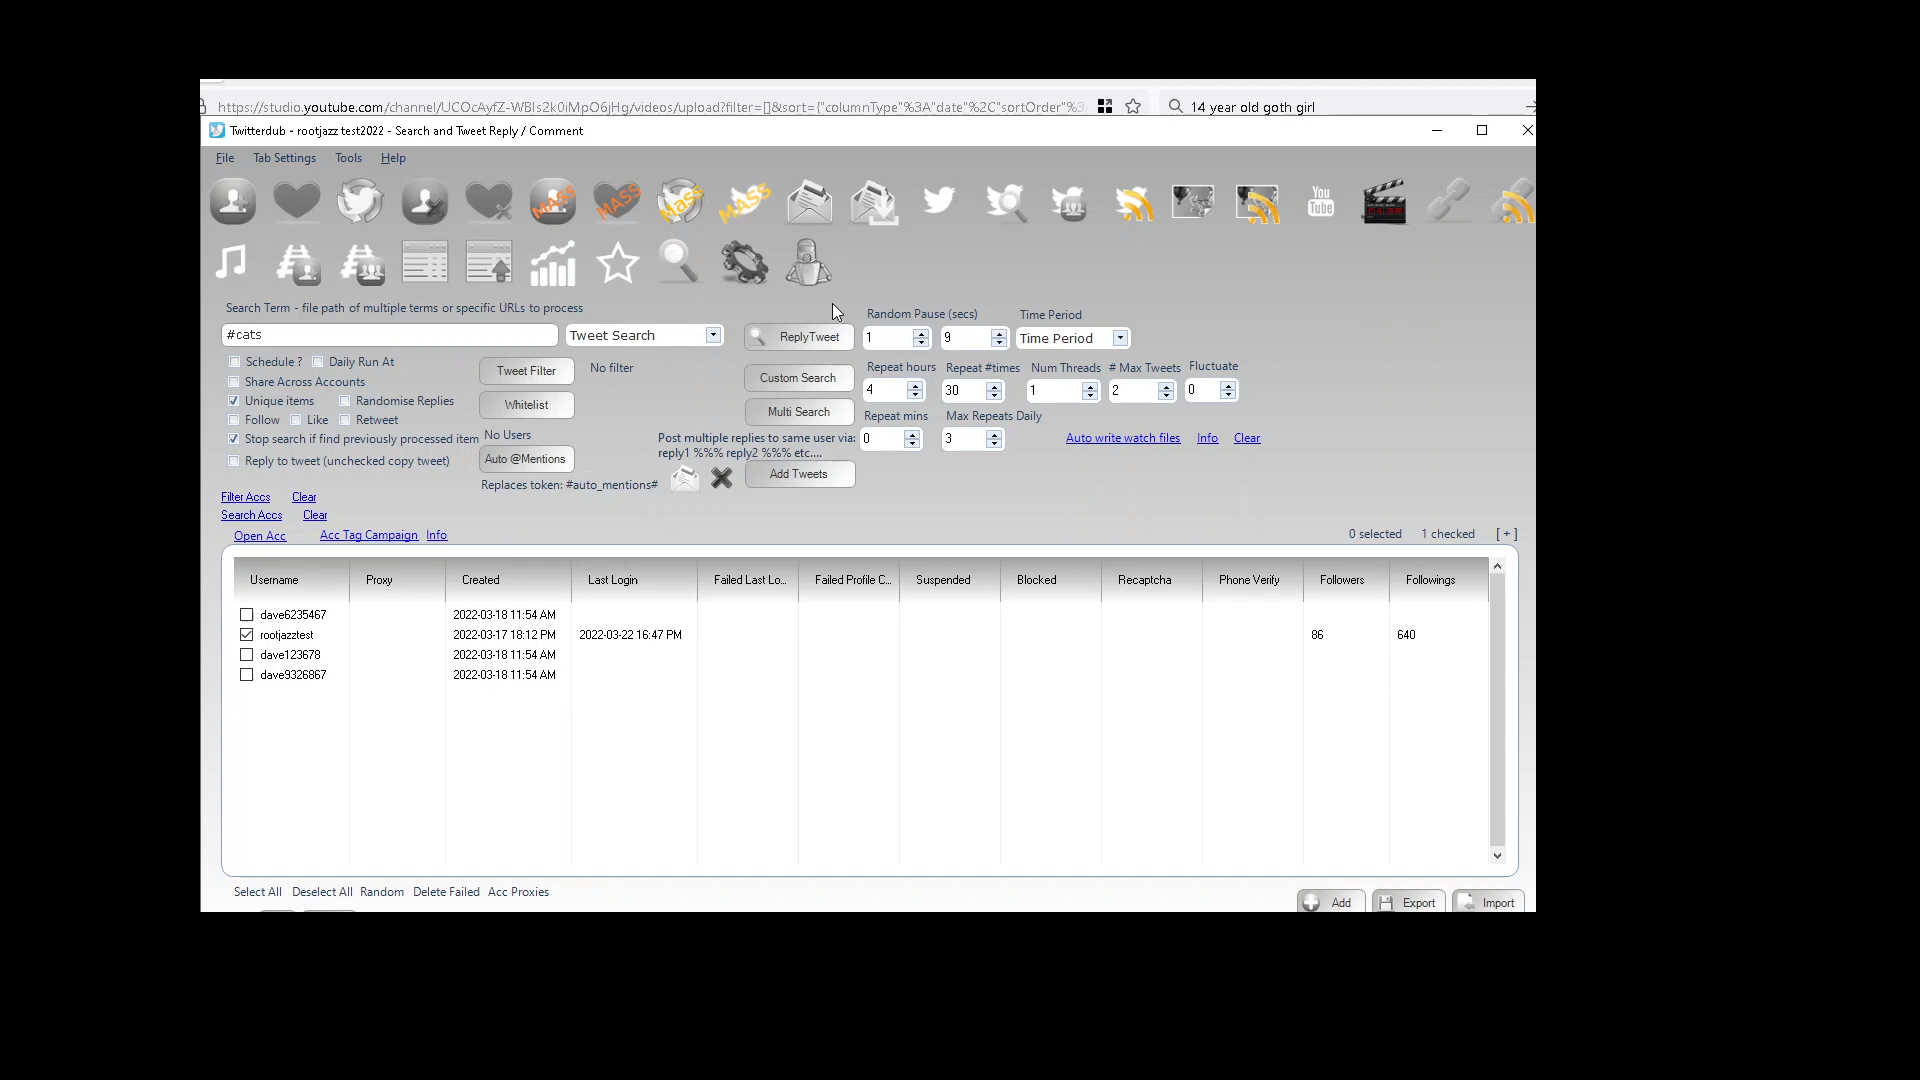 https://studio.youtube.com/channel/UCOcAyfZ-WBIs2k0iMpO6jHg/videos/upload?filter=[]&sort={"columnType"%3A"date"%2C"sortOrder"%3A
14 year old goth girl
Twitterdub - rootjazz test2022 - Search and Tweet Reply / Comment
File Tab Settings Tools Help
MASS MASS MASS MASS You Tube
Search Term - file path of multiple terms or specific URLs to process
#cats Tweet Search ReplyTweet
Random Pause (secs) Time Period
1 9 Time Period
Schedule ? Daily Run At
Share Across Accounts
Unique items Randomise Replies
Follow Like Retweet
Stop search if find previously processed item
Reply to tweet (unchecked copy tweet)
Tweet Filter No filter
Whitelist
No Users
Auto @Mentions
Replaces token: #auto_mentions#
Custom Search
Multi Search
Post multiple replies to same user via:
reply1 %%% reply2 %%% etc....
Add Tweets
Repeat hours Repeat #times Num Threads # Max Tweets Fluctuate
4 30 1 2 0
Repeat mins Max Repeats Daily
0 3
Auto write watch files Info Clear
Filter Accs Clear
Search Accs Clear
Open Acc Acc Tag Campaign Info
0 selected 1 checked [ + ]
Username Proxy Created Last Login Failed Last Lo... Failed Profile C... Suspended Blocked Recaptcha Phone Verify Followers Followings
dave6235467 2022-03-18 11:54 AM
rootjazztest 2022-03-17 18:12 PM 2022-03-22 16:47 PM 86 640
dave123678 2022-03-18 11:54 AM
dave9326867 2022-03-18 11:54 AM
Select All Deselect All Random Delete Failed Acc Proxies
Add Export Import